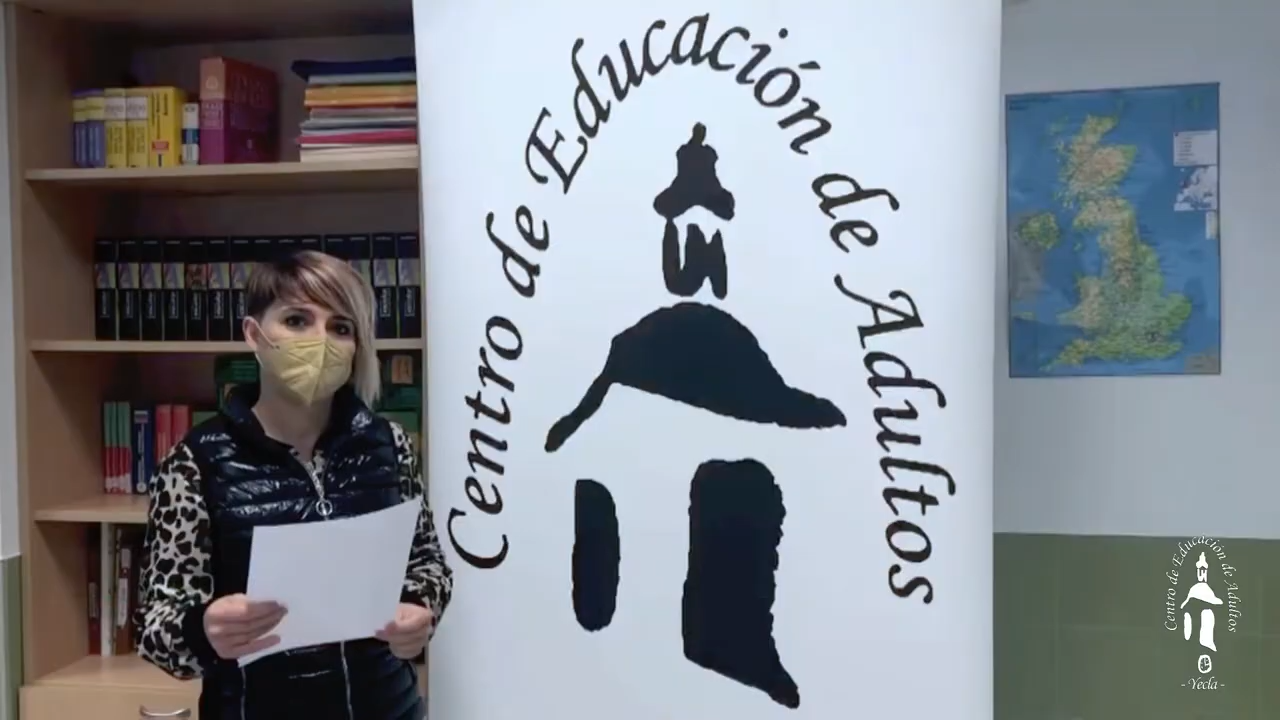 Centro de Educación de Adultos
Centro de Educación de Adultos
- Yecla -